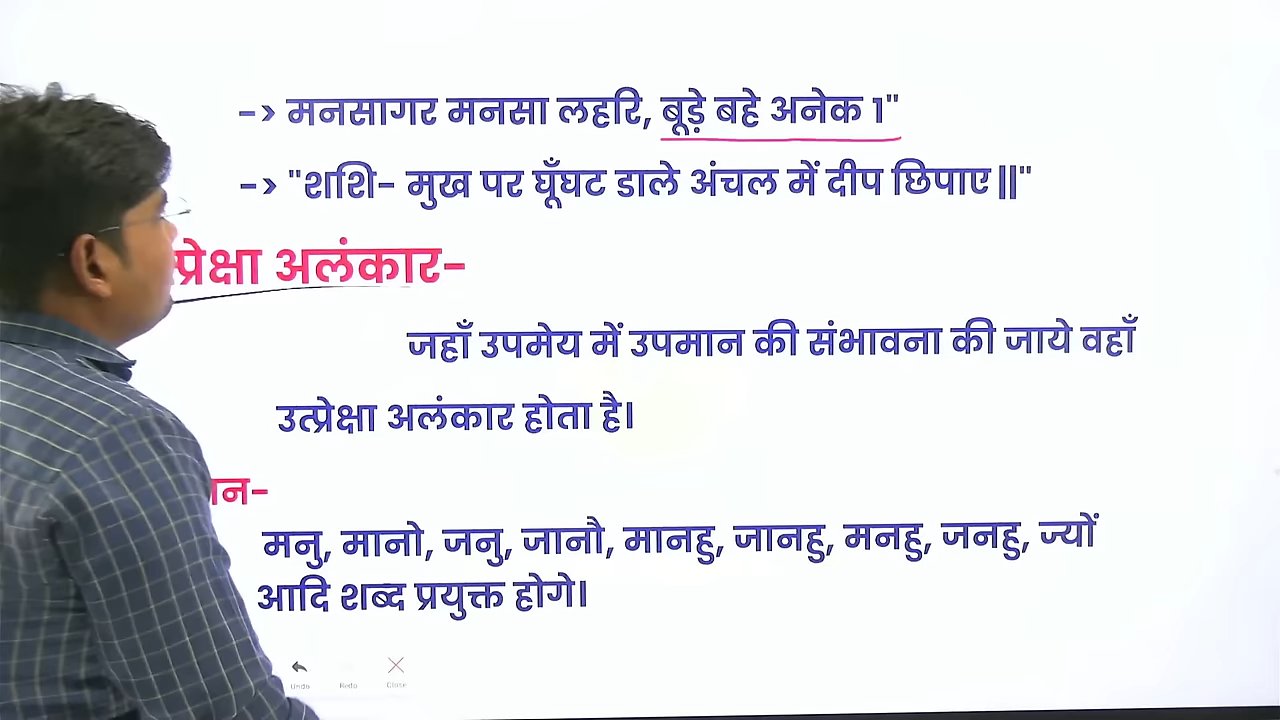 -> मनसागर मनसा लहरि, बूड़े बहे अनेक 1"
-> "शशि- मुख पर घूँघट डाले अंचल में दीप छिपाए||"
अलंकार-
जहाँ उपमेय में उपमान की संभावना की जाये वहाँ
उत्प्रेक्षा अलंकार होता है।
मनु, मानो, जनु, जानौ, मानहु, जानहु, मनहु, जनहु, ज्यों
आदि शब्द प्रयुक्त होगे।
Undo Redo Close